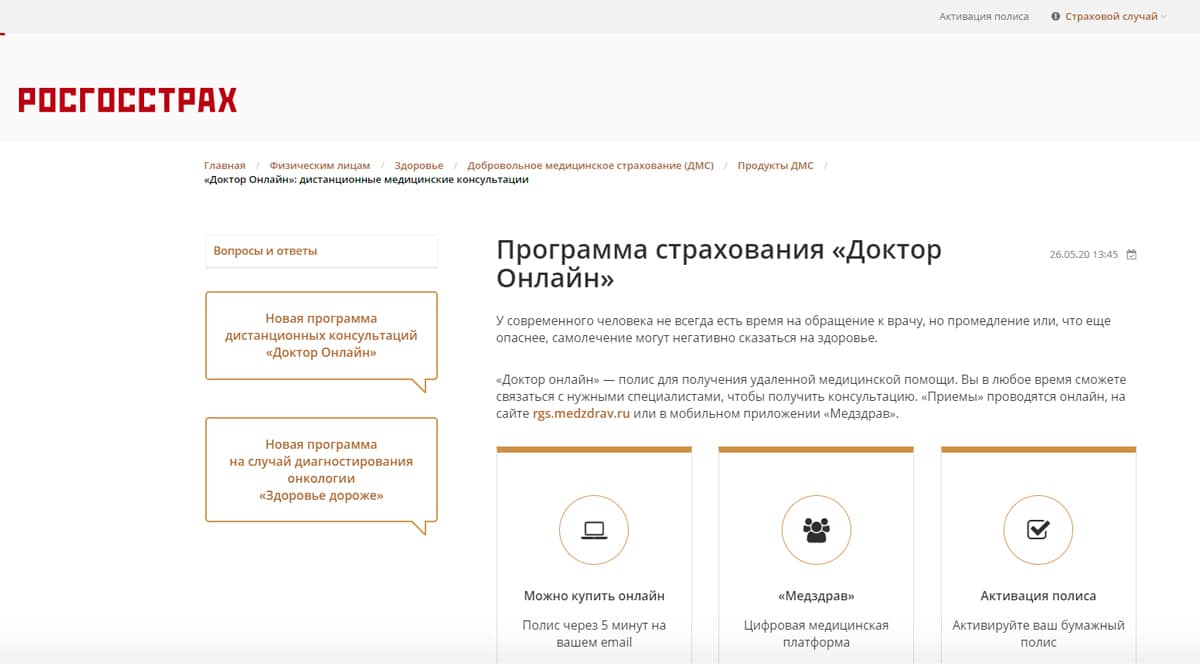 Активация полиса
Страховой случай
РОСГОССТРАХ
Главная / Физическим лицам / Здоровье / Добровольное медицинское страхование (ДМС) / Продукты ДМС /
«Доктор Онлайн»: дистанционные медицинские консультации
Вопросы и ответы
Новая программа
дистанционных консультаций
«Доктор Онлайн»
Новая программа
на случай диагностирования
онкологии
«Здоровье дороже»
Программа страхования «Доктор
Онлайн»
26.05.20 13:45
У современного человека не всегда есть время на обращение к врачу, но промедление или, что еще
опаснее, самолечение могут негативно сказаться на здоровье.
«Доктор онлайн» — полис для получения удаленной медицинской помощи. Вы в любое время сможете
связаться с нужными специалистами, чтобы получить консультацию. «Приемы» проводятся онлайн, на
сайте rgs.medzdrav.ru или в мобильном приложении «Медздрав».
Можно купить онлайн
Полис через 5 минут на
вашем email
«Медздрав»
Цифровая медицинская
платформа
Активация полиса
Активируйте ваш бумажный
полис